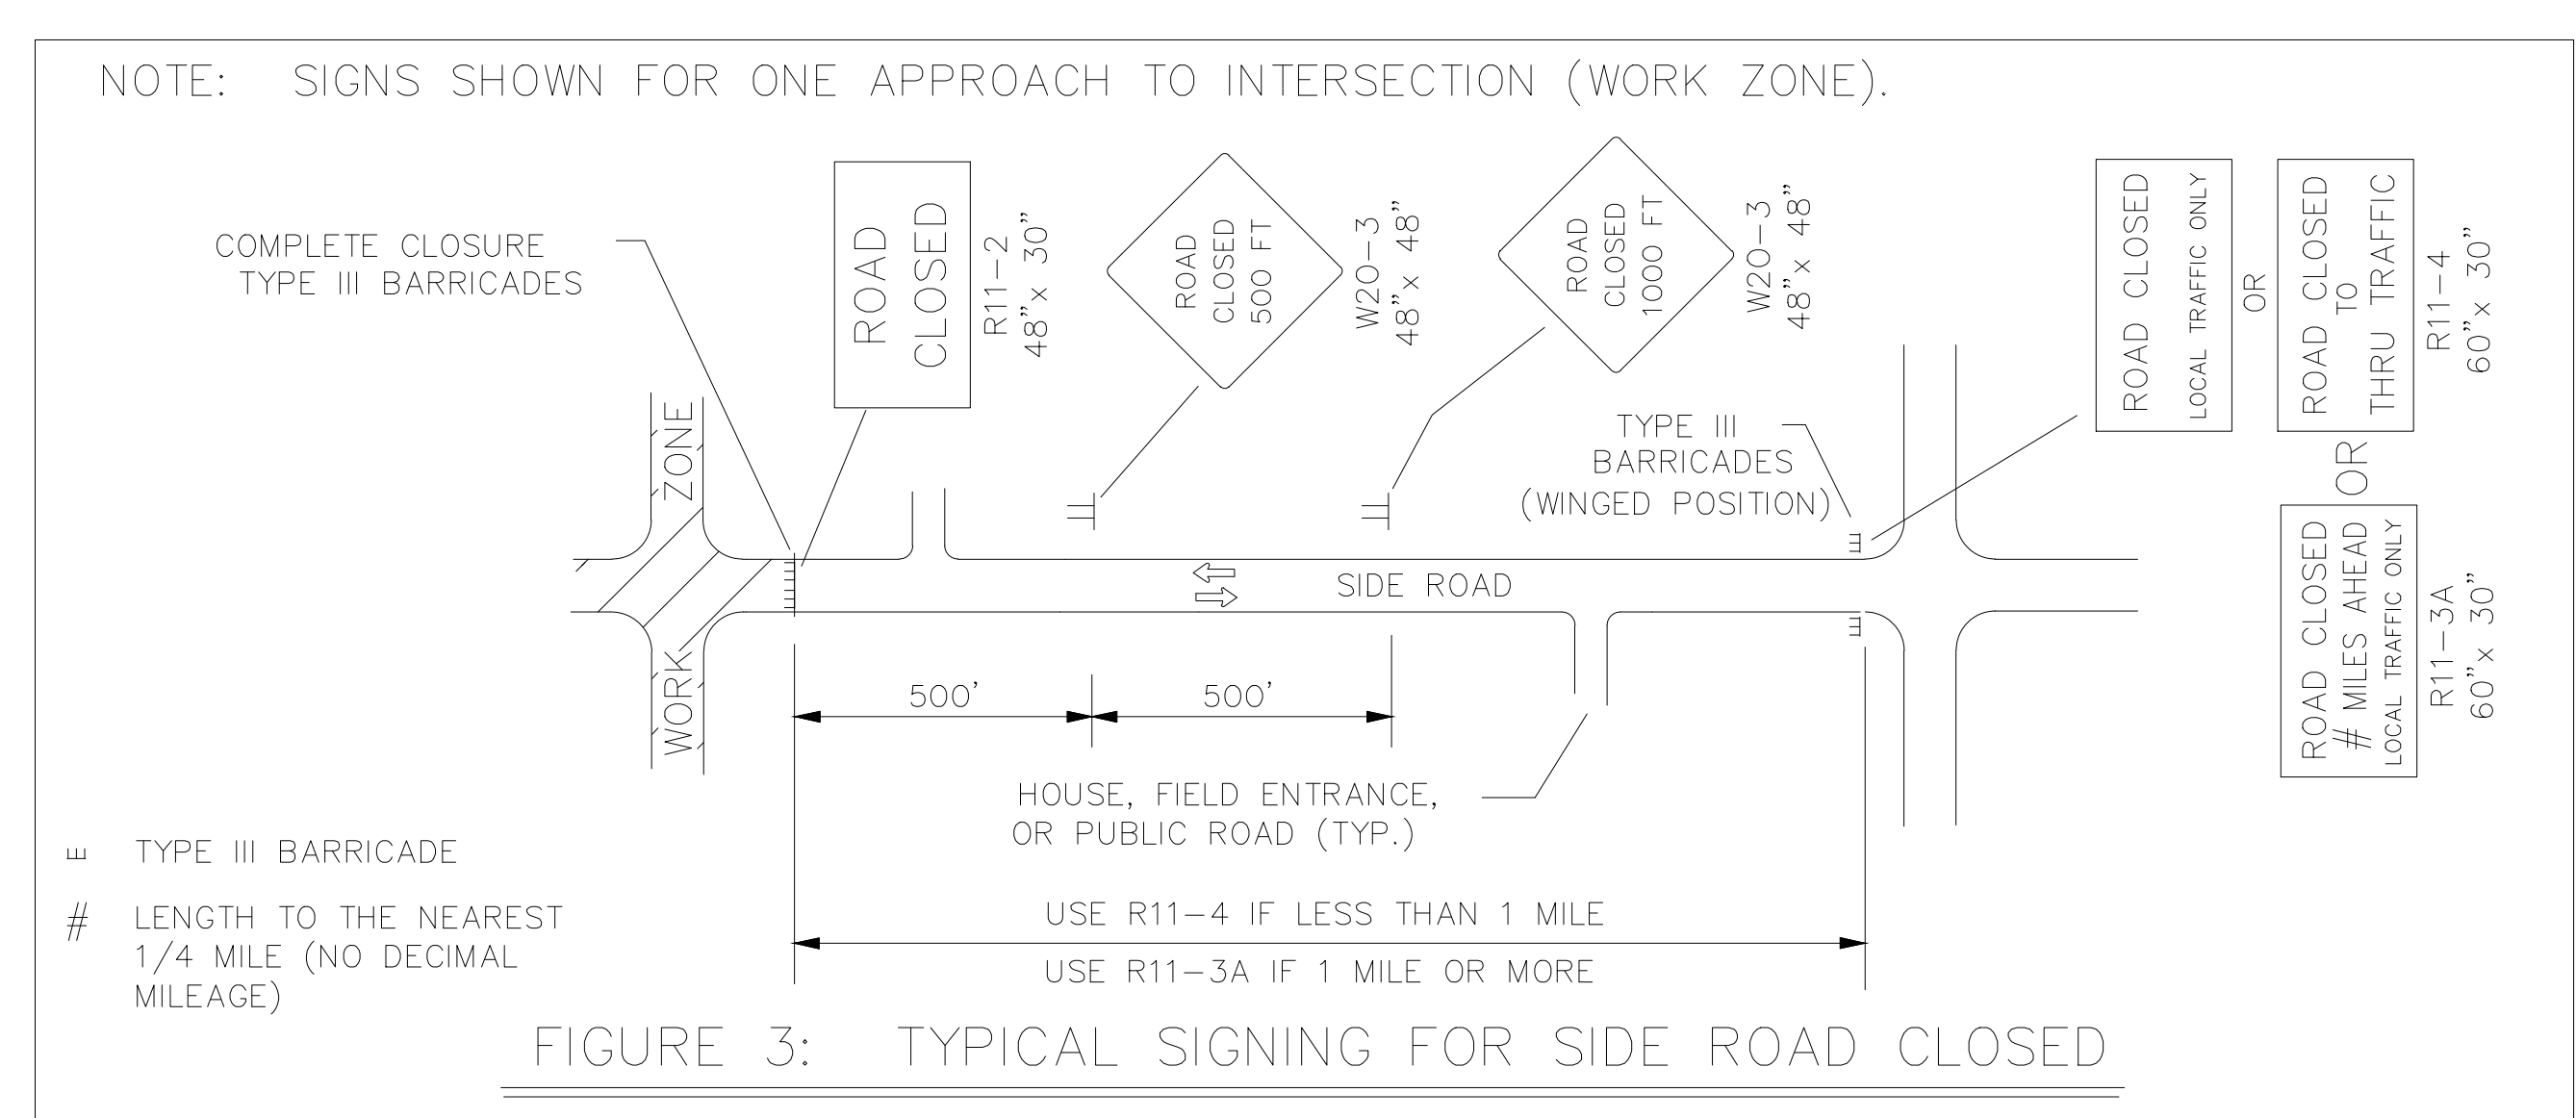 NOTE: SIGNS SHOWN FOR ONE APPROACH TO INTERSECTION (WORK ZONE).
COMPLETE CLOSURE
TYPE III BARRICADES
ROAD
CLOSED
R11-2
48"x 30"
ROAD
CLOSED
500 FT
W20-3
48"x 48"
ROAD
CLOSED
1000 FT
W20-3
48"x 48"
TYPE III
BARRICADES
(WINGED POSITION)
ROAD CLOSED
LOCAL TRAFFIC ONLY
OR
ROAD CLOSED
TO
THRU TRAFFIC
R11-4
60"x 30"
OR
ROAD CLOSED
# MILES AHEAD
LOCAL TRAFFIC ONLY
R11-3A
60"x 30"
WORK ZONE
SIDE ROAD
500'
500'
HOUSE, FIELD ENTRANCE,
OR PUBLIC ROAD (TYP.)
TYPE III BARRICADE
# LENGTH TO THE NEAREST
1/4 MILE (NO DECIMAL
MILEAGE)
USE R11-4 IF LESS THAN 1 MILE
USE R11-3A IF 1 MILE OR MORE
FIGURE 3: TYPICAL SIGNING FOR SIDE ROAD CLOSED